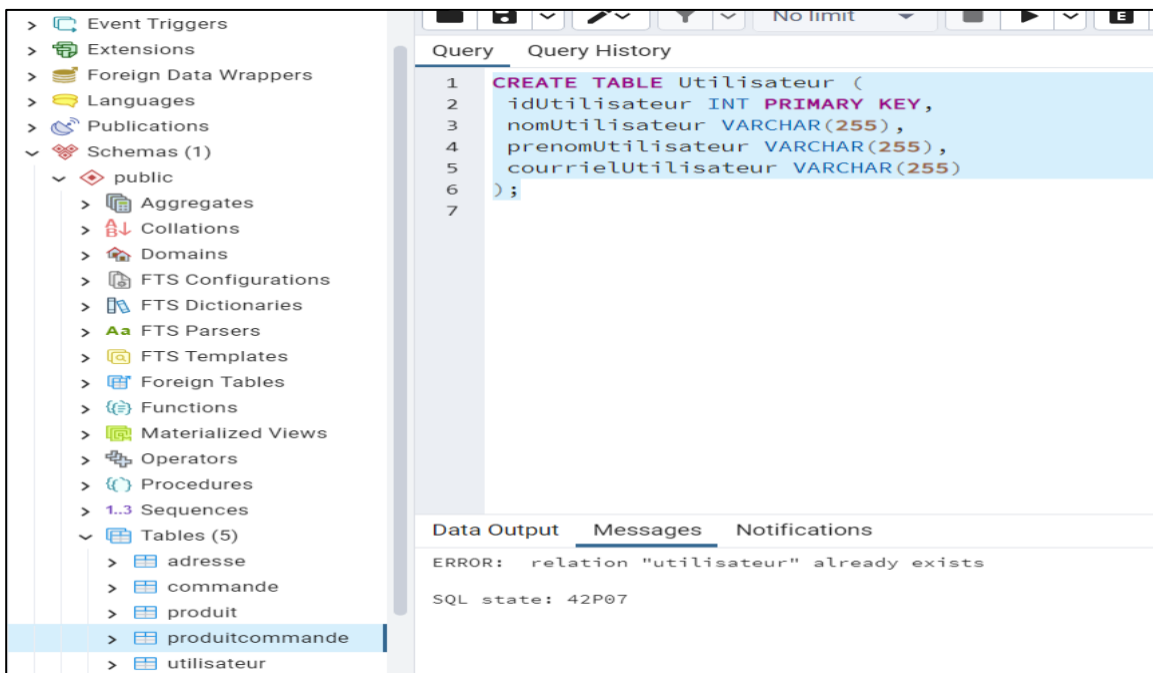 Event Triggers
Extensions
Foreign Data Wrappers
Languages
Publications
Schemas (1)
public
Aggregates
Collations
Domains
FTS Configurations
FTS Dictionaries
Aa FTS Parsers
FTS Templates
Foreign Tables
Functions
Materialized Views
Operators
Procedures
1..3 Sequences
Tables (5)
adresse
commande
produit
produitcommande
utilisateur
No limit
E
Query Query History
1 CREATE TABLE Utilisateur (
2 idUtilisateur INT PRIMARY KEY,
3 nomUtilisateur VARCHAR(255),
4 prenomUtilisateur VARCHAR(255),
5 courrielUtilisateur VARCHAR(255)
6 );
7
Data Output Messages Notifications
ERROR: relation "utilisateur" already exists
SQL state: 42P07